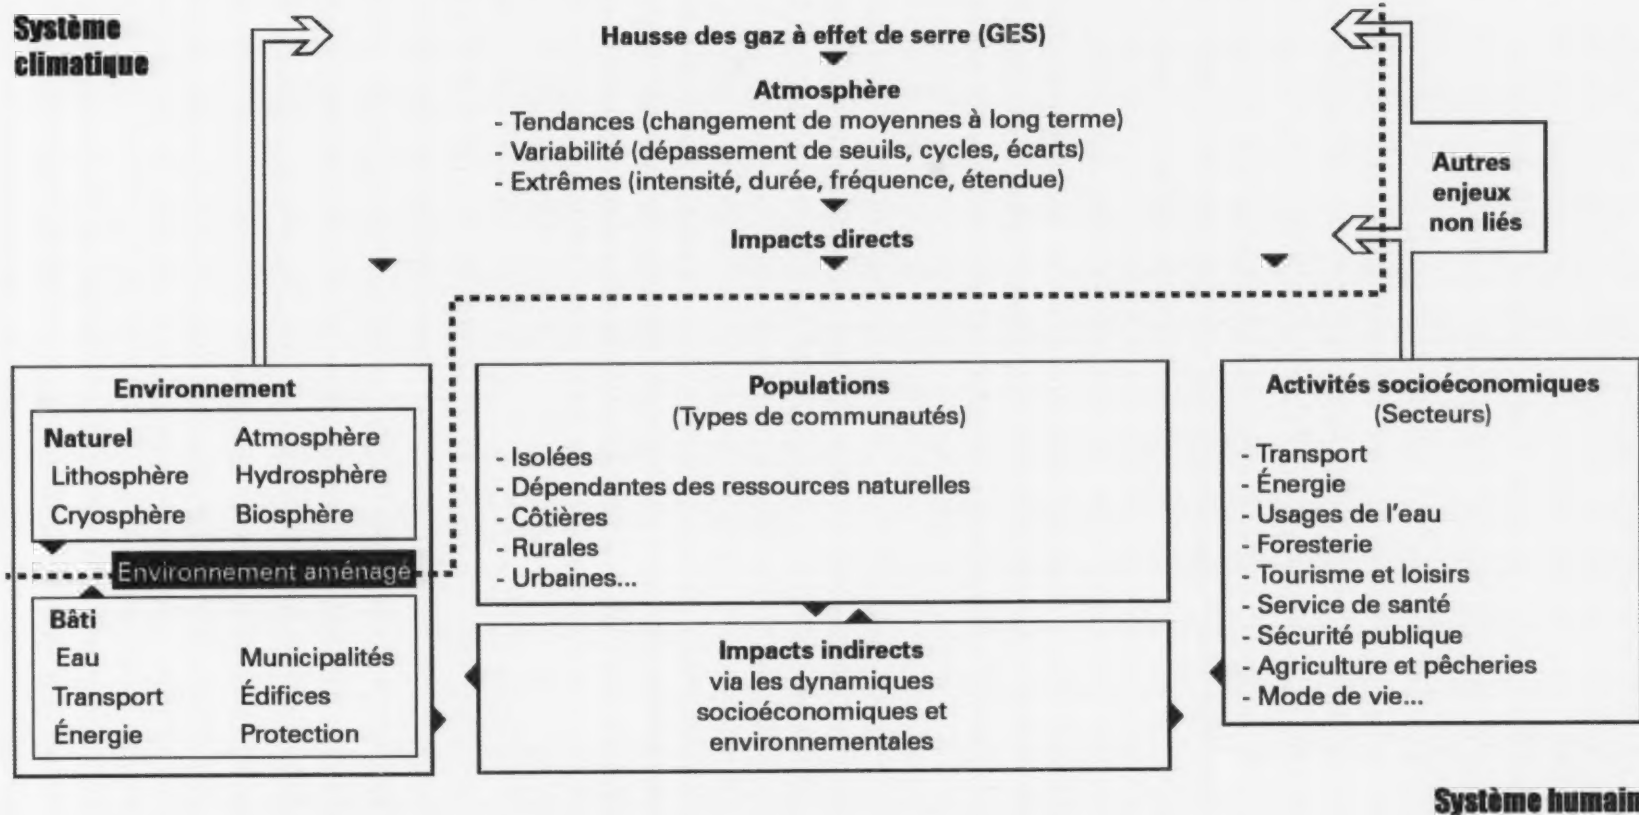 Système
climatique
Hausse des gaz à effet de serre (GES)
Atmosphère
- Tendances (changement de moyennes à long terme)
- Variabilité (dépassement de seuils, cycles, écarts)
- Extrêmes (intensité, durée, fréquence, étendue)
Impacts directs
Autres
enjeux
non liés
Environnement
Naturel Atmosphère
Lithosphère Hydrosphère
Cryosphère Biosphère
Environnement aménagé
Bâti
Eau Municipalités
Transport Édifices
Énergie Protection
Populations
(Types de communautés)
- Isolées
- Dépendantes des ressources naturelles
- Côtières
- Rurales
- Urbaines...
Impacts indirects
via les dynamiques
socioéconomiques et
environnementales
Activités socioéconomiques
(Secteurs)
- Transport
- Énergie
- Usages de l'eau
- Foresterie
- Tourisme et loisirs
- Service de santé
- Sécurité publique
- Agriculture et pêcheries
- Mode de vie...
Système humain